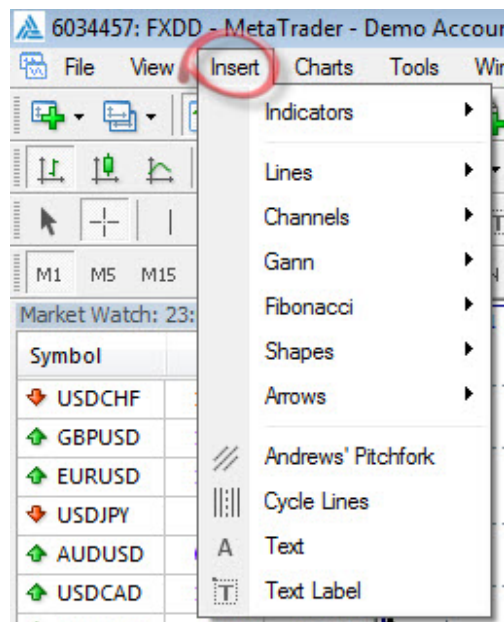 6034457: FXDD - MetaTrader - Demo Accour
File View Insert Charts Tools Wir
Indicators
Lines
Channels
Gann
Fibonacci
Shapes
Arrows
Andrews' Pitchfork
Cycle Lines
A Text
T Text Label
M1 M5 M15
Market Watch: 23:
Symbol
USDCHF
GBPUSD
EURUSD
USDJPY
AUDUSD
USDCAD